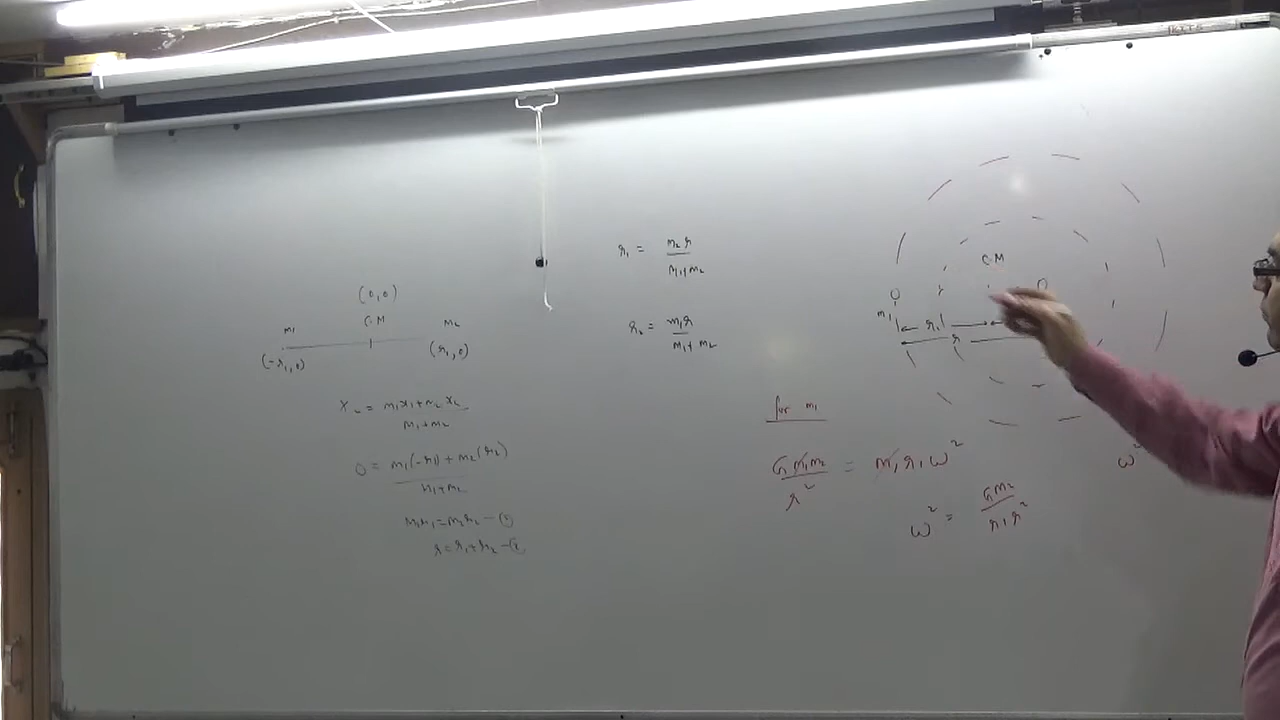 (0,0)
m1 C.M m2
(-r1,0) (r2,0)
Xc = m1x1+m2x2 / m1+m2
0 = m1(-r1)+m2(r2) / m1+m2
m1r1=m2r2 - ①
r=r1+r2 - ②
r1 = m2r / m1+m2
r2 = m1r / m1+m2
C.M
m1 r1
r
for m1
Gm1m2 / r² = m1r1ω²
ω² = Gm2 / r1r²